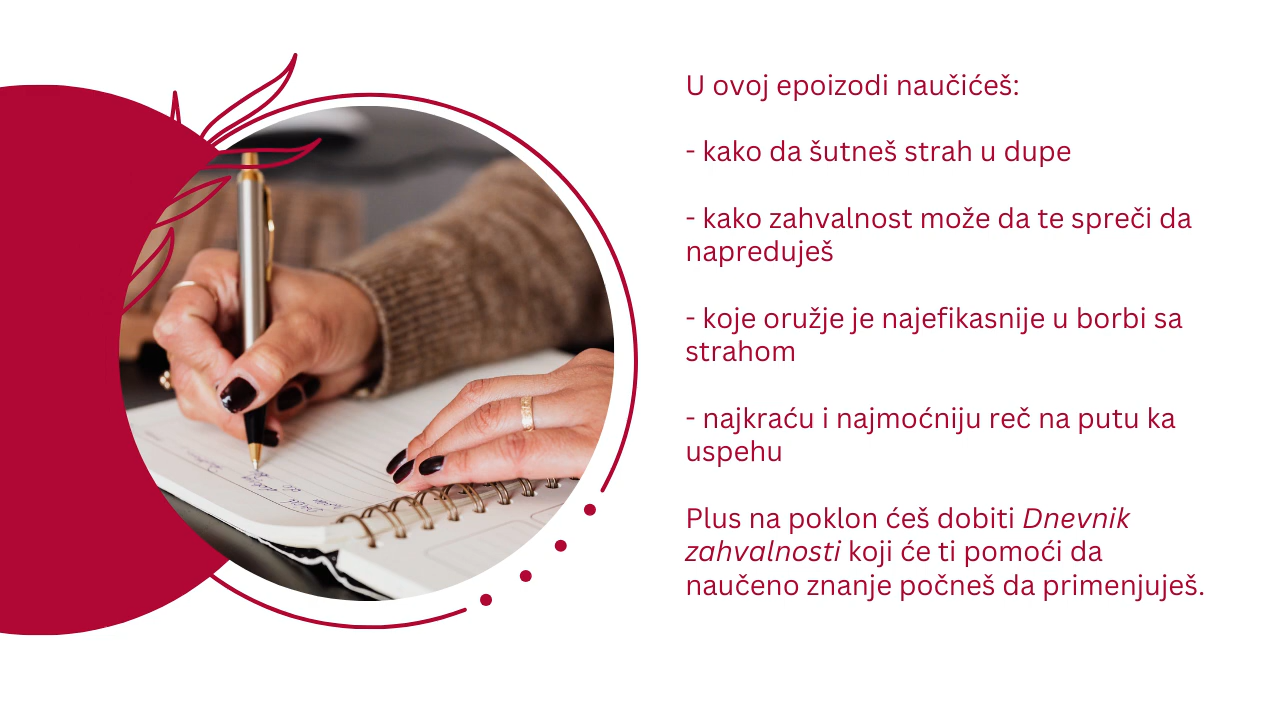 U ovoj epoizodi naučićeš:
- kako da šutneš strah u dupe
- kako zahvalnost može da te spreči da
napreduješ
- koje oružje je najefikasnije u borbi sa
strahom
- najkraću i najmoćniju reč na putu ka
uspehu
Plus na poklon ćeš dobiti Dnevnik
zahvalnosti koji će ti pomoći da
naučeno znanje počneš da primenjuješ.